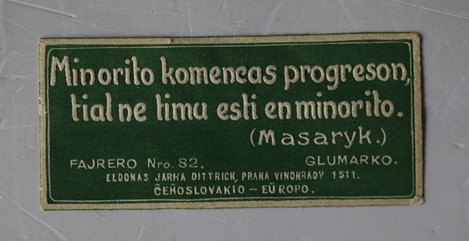 Minorito komencas progreson,
tial ne timu esti en minorito.
(Masaryk.)
FAJRERO Nro. 82. GLUMARKO.
ELDONAS JARKA DITTRICH, PRAHA VINOHRADY 1511.
ĈEĤOSLOVAKIO – EŬROPO.